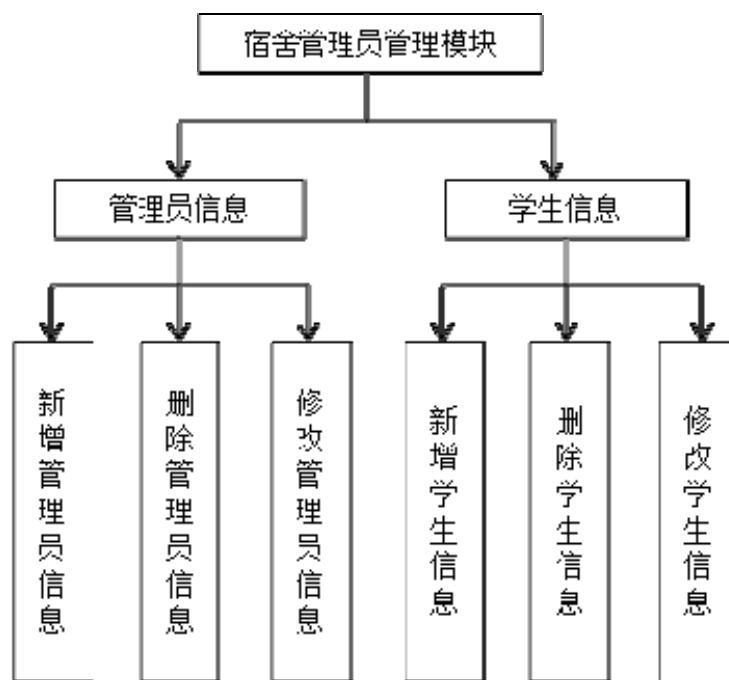 宿舍管理员管理模块
管理员信息
学生信息
新增管理员信息
删除管理员信息
修改管理员信息
新增学生信息
删除学生信息
修改学生信息